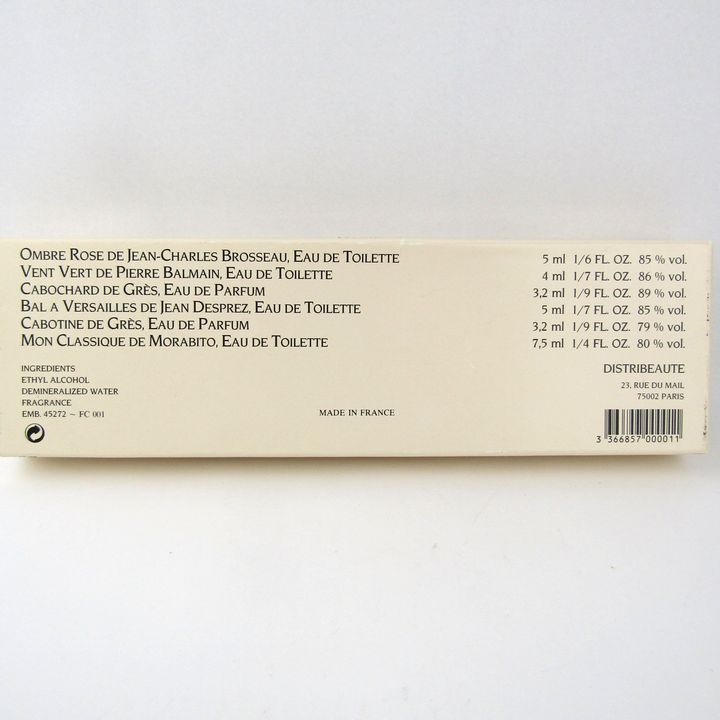 OMBRE ROSE DE JEAN-CHARLES BROSSEAU, EAU DE TOILETTE 5 ml 1/6 FL. OZ. 85 % vol.
VENT VERT DE PIERRE BALMAIN, EAU DE TOILETTE 4 ml 1/7 FL. OZ. 86 % vol.
CABOCHARD DE GRÈS, EAU DE PARFUM 3,2 ml 1/9 FL. OZ. 89 % vol.
BAL A VERSAILLES DE JEAN DESPREZ, EAU DE TOILETTE 5 ml 1/7 FL. OZ. 85 % vol.
CABOTINE DE GRÈS, EAU DE PARFUM 3,2 ml 1/9 FL. OZ. 79 % vol.
MON CLASSIQUE DE MORABITO, EAU DE TOILETTE 7,5 ml 1/4 FL. OZ. 80 % vol.
INGREDIENTS
ETHYL ALCOHOL
DEMINERALIZED WATER
FRAGRANCE
EMB. 45272 ~ FC 001
MADE IN FRANCE
DISTRIBEAUTE
23, RUE DU MAIL
75002 PARIS
3 366857 000011